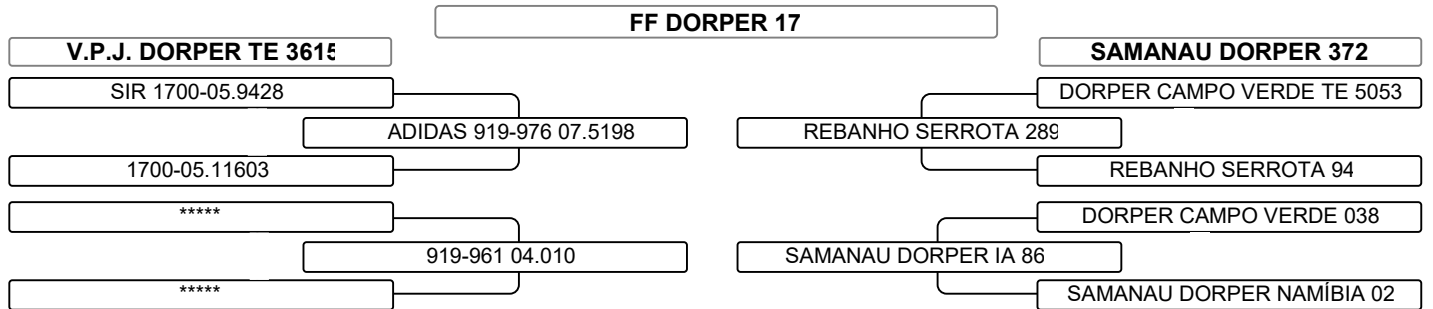 FF DORPER 17
V.P.J. DORPER TE 3615
SAMANAU DORPER 372
SIR 1700-05.9428
DORPER CAMPO VERDE TE 5053
ADIDAS 919-976 07.5198
REBANHO SERROTA 289
1700-05.11603
REBANHO SERROTA 94
*****
DORPER CAMPO VERDE 038
919-961 04.010
SAMANAU DORPER IA 86
*****
SAMANAU DORPER NAMÍBIA 02